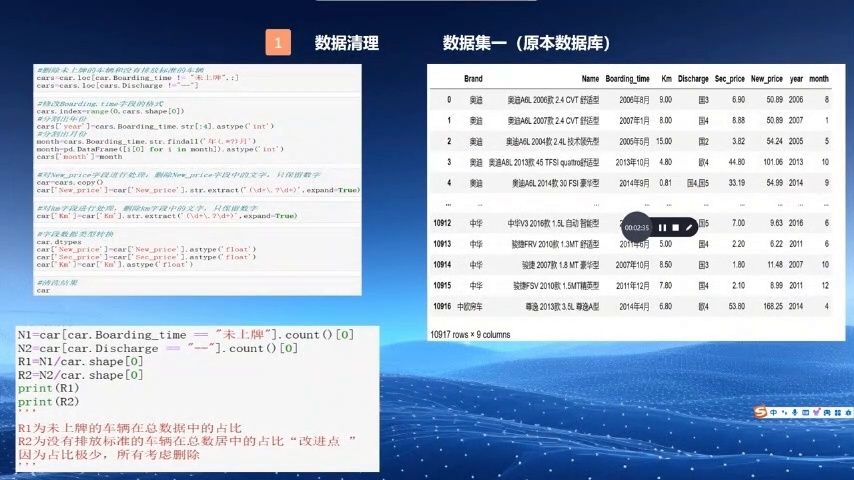 1 数据清理 数据集一（原本数据库）
#删除未上牌的车辆和没有排放标准的车辆
cars=car.loc[car.Boarding_time != "未上牌",:]
cars=cars.loc[cars.Discharge !="--"]
#修改Boarding.time字段的格式
cars.index=range(0,cars.shape[0])
#分割出年份
cars['year']=cars.Boarding_time.str[:4].astype('int')
#分割出月份
month=cars.Boarding_time.str.findall('年(.*?)月')
month=pd.DataFrame([i[0] for i in month]).astype('int')
cars['month']=month
#对New_price字段进行处理，删除New_price字段中的文字，只保留数字
car=cars.copy()
car['New_price']=car['New_price'].str.extract('(\d+\.?\d+)',expand=True)
#对km字段进行处理，删除km字段中的文字，只保留数字
car['Km']=car['Km'].str.extract('(\d+\.?\d+)',expand=True)
#字段数据类型转换
car.dtypes
car['New_price']=car['New_price'].astype('float')
car['Sec_price']=car['Sec_price'].astype('float')
car['Km']=car['Km'].astype('float')
#清洗结果
car
N1=car[car.Boarding_time == "未上牌"].count()[0]
N2=car[car.Discharge == "--"].count()[0]
R1=N1/car.shape[0]
R2=N2/car.shape[0]
print(R1)
print(R2)
'''
R1为未上牌的车辆在总数据中的占比
R2为没有排放标准的车辆在总数居中的占比“改进点 ”
因为占比极少，所有考虑删除
'''
Brand Name Boarding_time Km Discharge Sec_price New_price year month
0 奥迪 奥迪A6L 2006款 2.4 CVT 舒适型 2006年8月 9.00 国3 6.90 50.89 2006 8
1 奥迪 奥迪A6L 2007款 2.4 CVT 舒适型 2007年1月 8.00 国4 8.88 50.89 2007 1
2 奥迪 奥迪A6L 2004款 2.4L 技术领先型 2005年5月 15.00 国2 3.82 54.24 2005 5
3 奥迪 奥迪A8L 2013款 45 TFSI quattro舒适型 2013年10月 4.80 欧4 44.80 101.06 2013 10
4 奥迪 奥迪A6L 2014款 30 FSI 豪华型 2014年9月 0.81 国4,国5 33.19 54.99 2014 9
... ... ... ... ... ... ... ... ... ...
10912 中华 中华V3 2016款 1.5L 自动 智能型 国5 7.00 9.63 2016 6
10913 中华 骏捷FRV 2010款 1.3MT 舒适型 2011年6月 5.00 国4 2.20 6.22 2011 6
10914 中华 骏捷 2007款 1.8 MT 豪华型 2007年10月 8.50 国3 1.80 11.48 2007 10
10915 中华 骏捷FSV 2010款 1.5MT精英型 2011年12月 7.80 国4 2.10 8.99 2011 12
10916 中欧房车 尊逸 2013款 3.5L 尊逸A型 2014年4月 6.80 欧4 53.80 168.25 2014 4
10917 rows × 9 columns
00:02:35
中